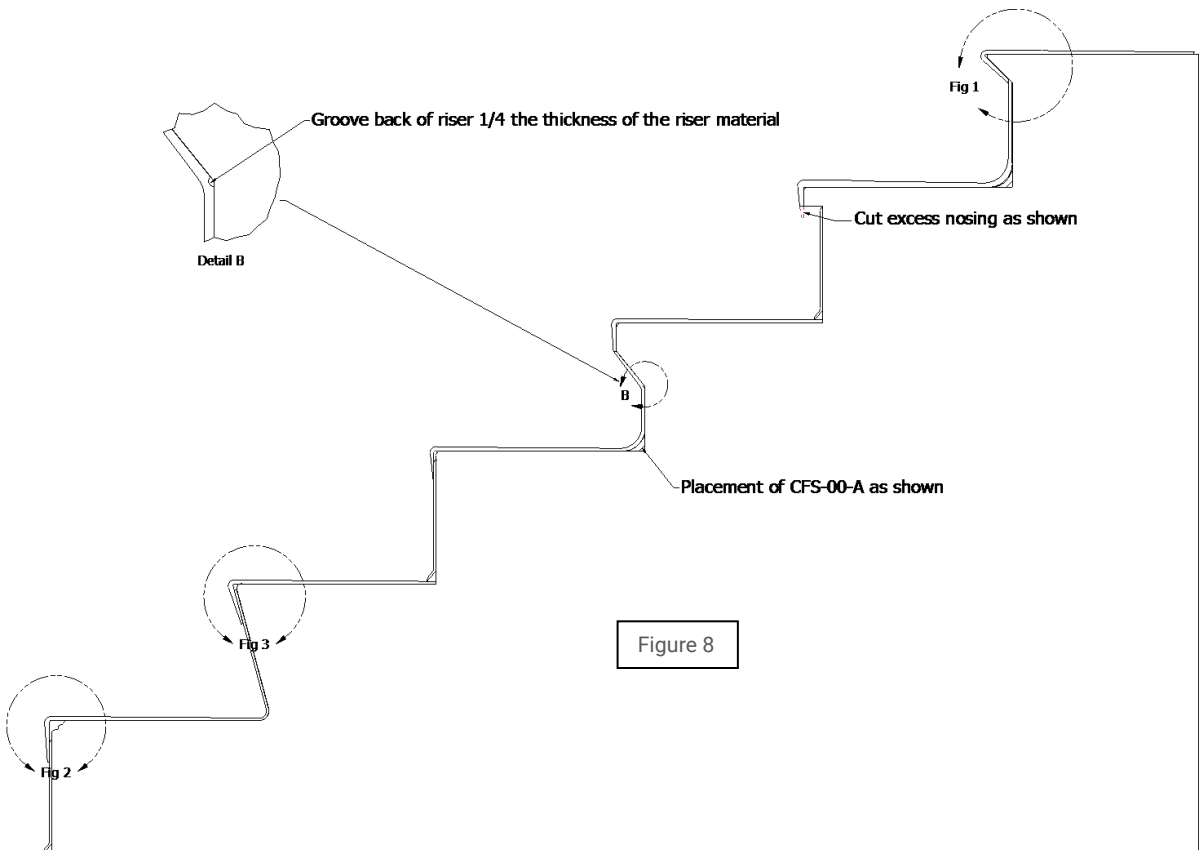 Fig 1
Groove back of riser 1/4 the thickness of the riser material
Cut excess nosing as shown
Detail B
B
Placement of CFS-00-A as shown
Fig 3
Figure 8
Fig 2